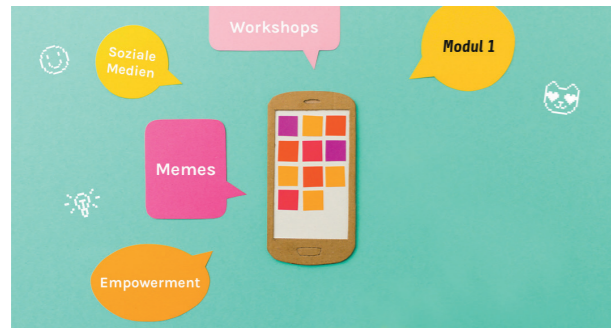 Workshops
Modul 1
Soziale
Medien
Memes
Empowerment